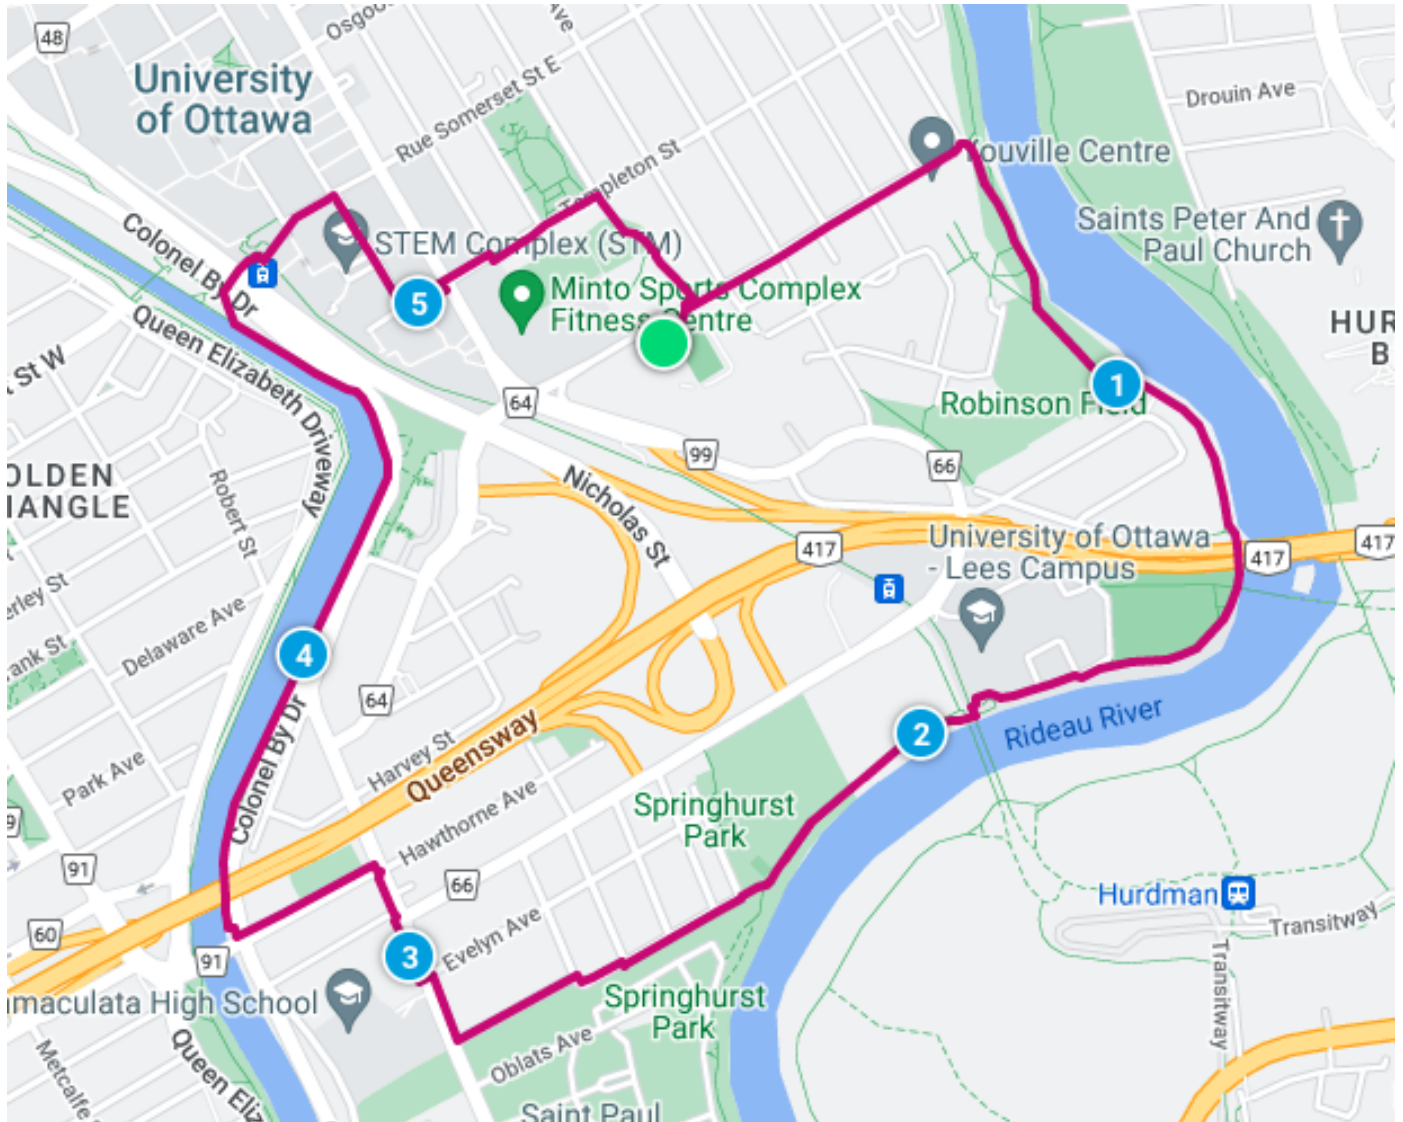 48
Osgoo
Ave
University
of Ottawa
Rue Somerset St E
Drouin Ave
Templeton St
Youville Centre
Saints Peter And
Paul Church
Colonel By Dr
STEM Complex (STM)
5
Minto Sports Complex
Fitness Centre
Queen Elizabeth Driveway
HUR
B
t St W
1
Robinson Field
64
99
66
OLDEN
IANGLE
Robert St
Nicholas St
417
University of Ottawa
- Lees Campus
417
417
erley St
Delaware Ave
rank St
4
64
Colonel By Dr
2
Rideau River
Harvey St
Queensway
Park Ave
Hawthorne Ave
Springhurst
Park
9
91
66
Hurdman
Transitway
Transitway
60
91
3
Evelyn Ave
mmaculata High School
Springhurst
Park
Oblats Ave
Metcalfe
Queen Eliz
Saint Paul